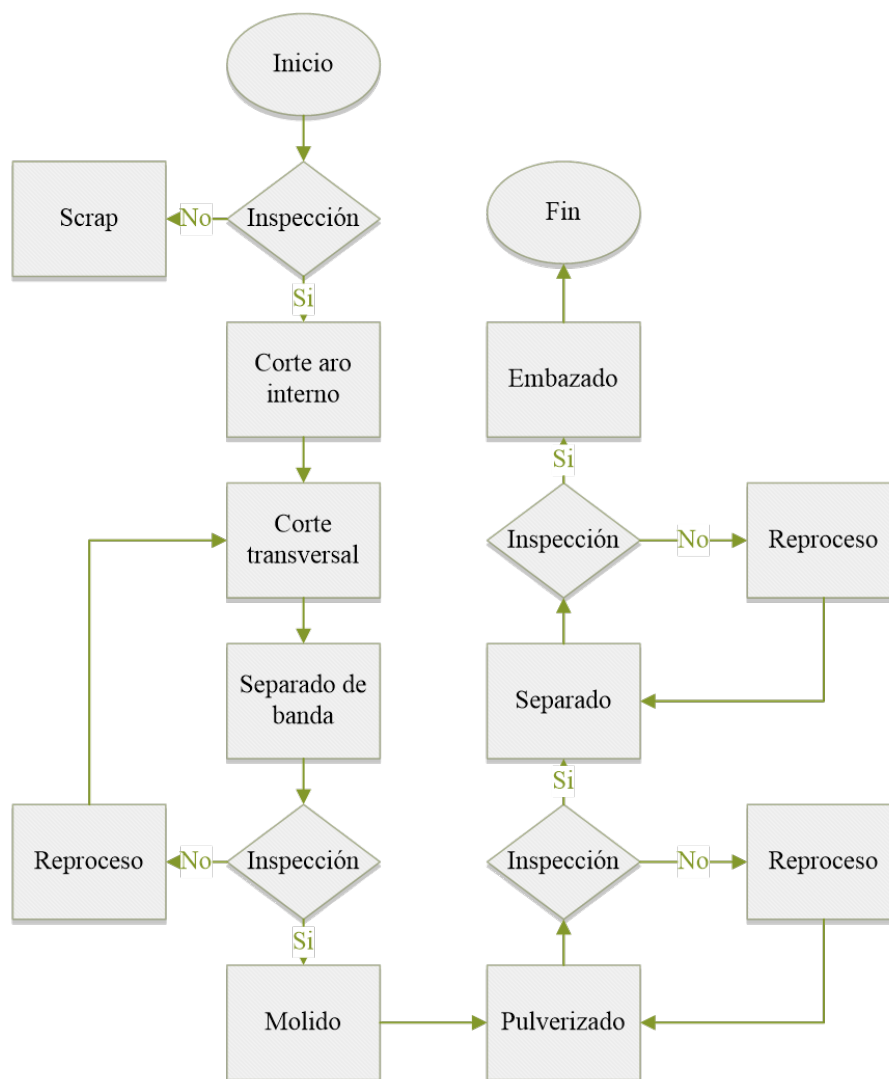 Inicio
Scrap
No
Inspección
Si
Corte aro
interno
Corte
transversal
Separado de
banda
Reproceso
No
Inspección
Si
Molido
Pulverizado
Inspección
No
Reproceso
Si
Separado
Inspección
No
Reproceso
Si
Embazado
Fin